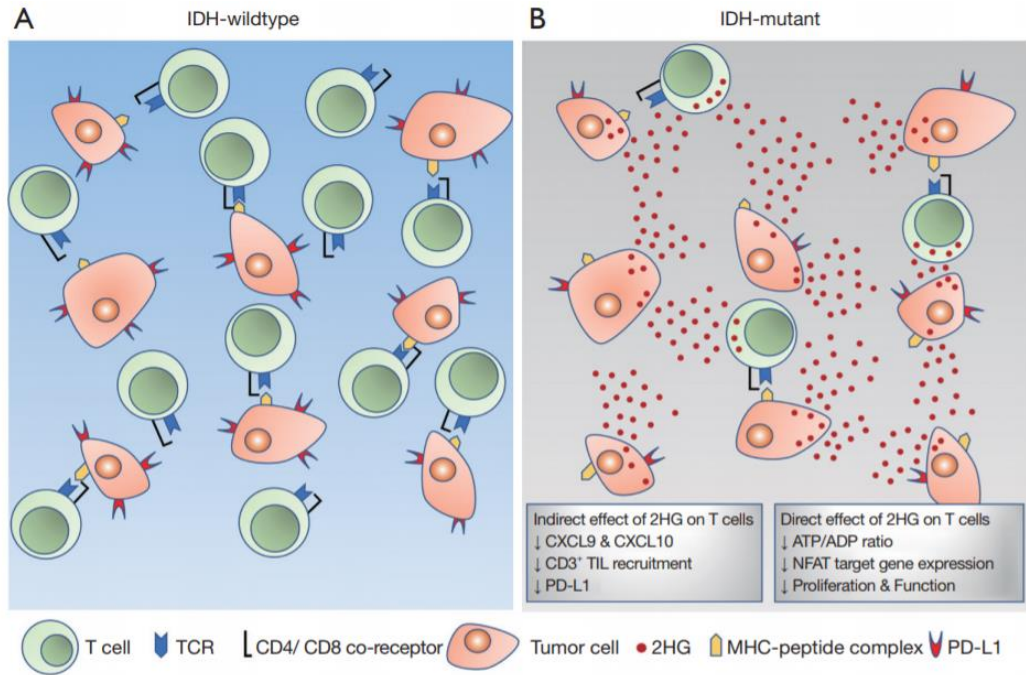 A
IDH-wildtype
B
IDH-mutant
Indirect effect of 2HG on T cells
↓ CXCL9 & CXCL10
↓ CD3⁺ TIL recruitment
↓ PD-L1
Direct effect of 2HG on T cells
↓ ATP/ADP ratio
↓ NFAT target gene expression
↓ Proliferation & Function
T cell
TCR
CD4/ CD8 co-receptor
Tumor cell
2HG
MHC-peptide complex
PD-L1